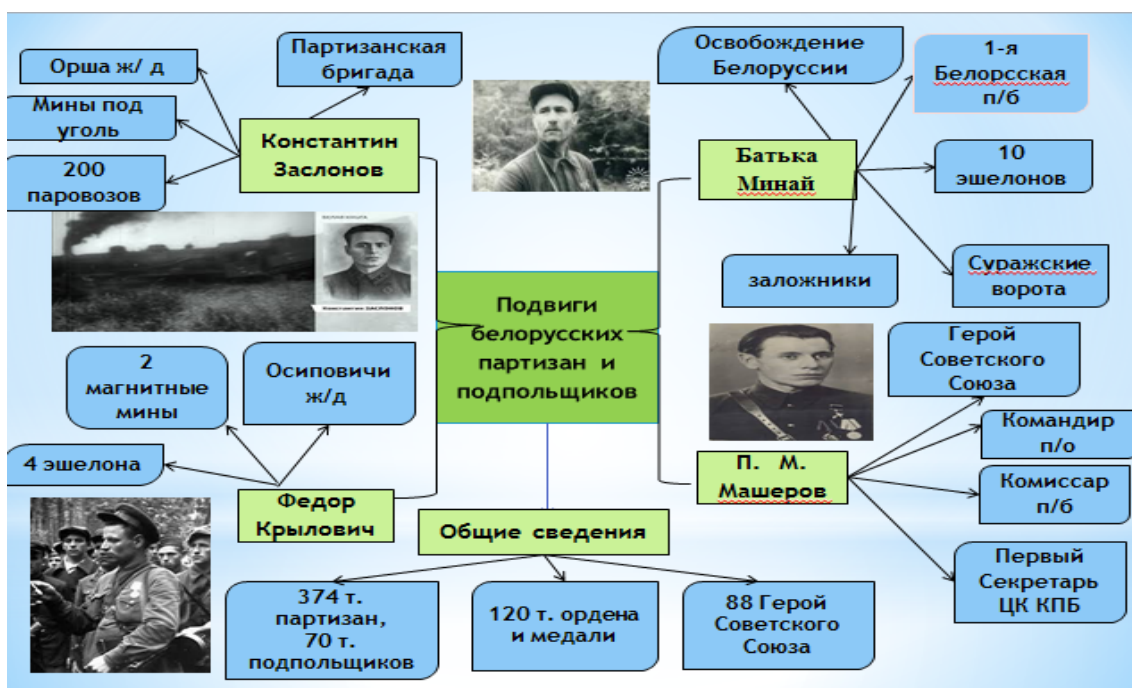 Орша ж/ д
Мины под
уголь
200
паровозов
Партизанская
бригада
Константин
Заслонов
Константин ЗАСЛОНОВ
Освобождение
Белоруссии
1-я
Белорсская
п/б
Батька
Минай
10
эшелонов
заложники
Суражские
ворота
Подвиги
белорусских
партизан и
подпольщиков
2
магнитные
мины
Осиповичи
ж/д
4 эшелона
Федор
Крылович
Герой
Советского
Союза
Командир
п/о
П. М.
Машеров
Комиссар
п/б
Первый
Секретарь
ЦК КПБ
Общие сведения
374 т.
партизан,
70 т.
подпольщиков
120 т. ордена
и медали
88 Герой
Советского
Союза